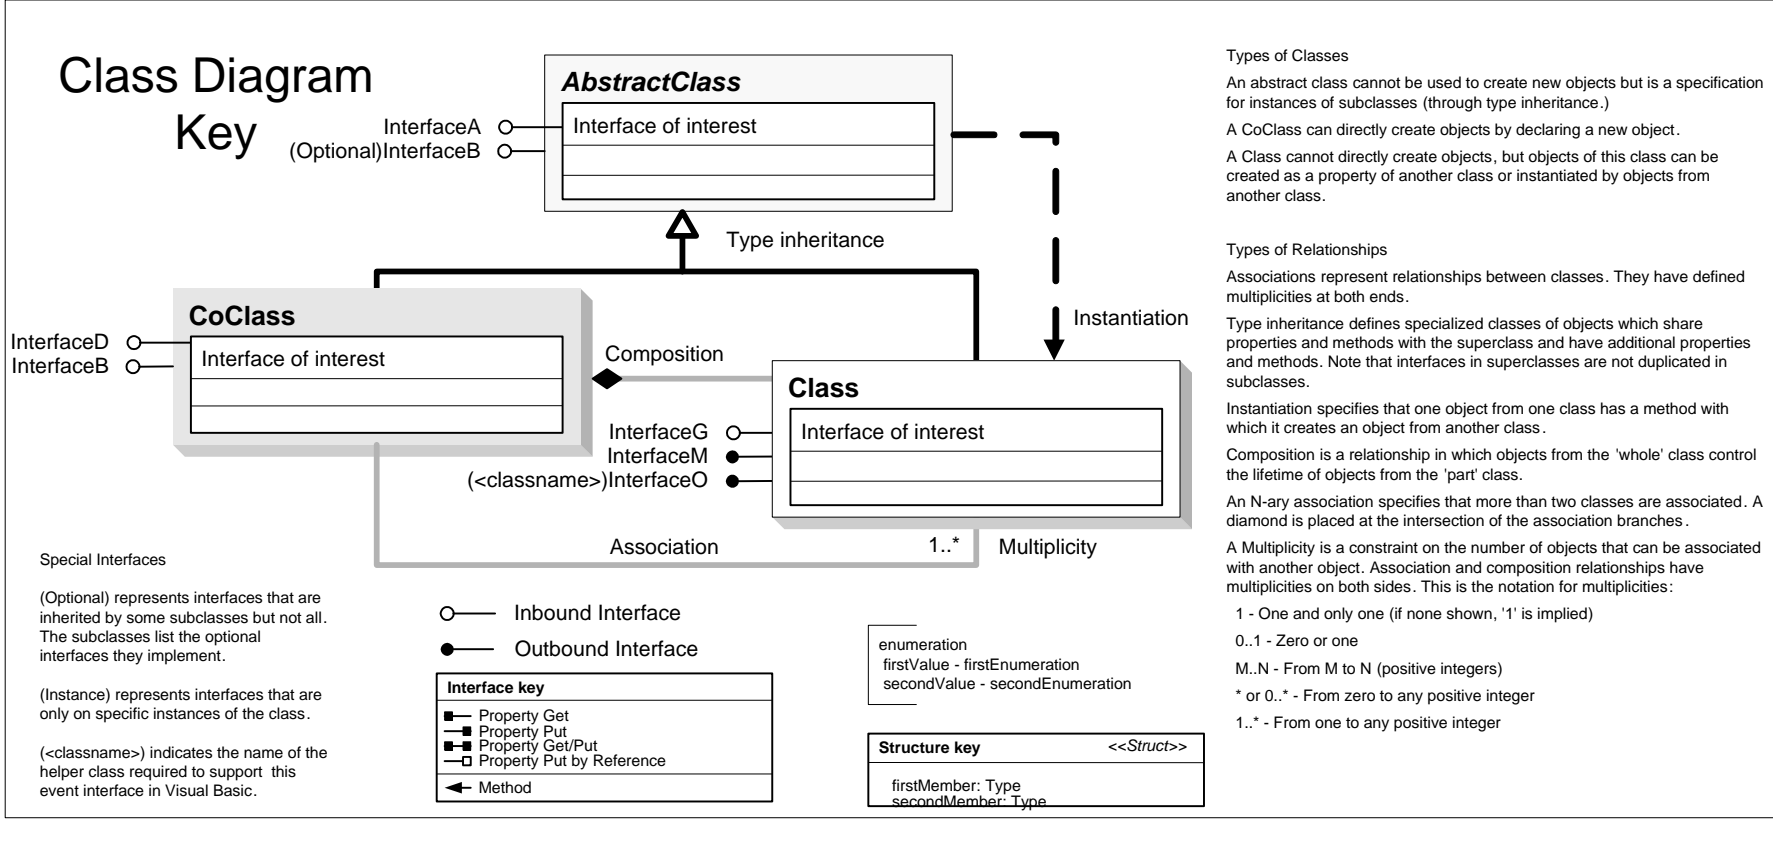 Class Diagram
Key
AbstractClass
Interface of interest
InterfaceA
(Optional)InterfaceB
Type inheritance
CoClass
Interface of interest
InterfaceD
InterfaceB
Composition
Instantiation
Class
Interface of interest
InterfaceG
InterfaceM
(<classname>)InterfaceO
Association
1..*
Multiplicity
Special Interfaces
(Optional) represents interfaces that are
inherited by some subclasses but not all.
The subclasses list the optional
interfaces they implement.
(Instance) represents interfaces that are
only on specific instances of the class.
(<classname>) indicates the name of the
helper class required to support this
event interface in Visual Basic.
Inbound Interface
Outbound Interface
Interface key
Property Get
Property Put
Property Get/Put
Property Put by Reference
Method
enumeration
firstValue - firstEnumeration
secondValue - secondEnumeration
Structure key <<Struct>>
firstMember: Type
secondMember: Type
Types of Classes
An abstract class cannot be used to create new objects but is a specification
for instances of subclasses (through type inheritance.)
A CoClass can directly create objects by declaring a new object.
A Class cannot directly create objects, but objects of this class can be
created as a property of another class or instantiated by objects from
another class.
Types of Relationships
Associations represent relationships between classes. They have defined
multiplicities at both ends.
Type inheritance defines specialized classes of objects which share
properties and methods with the superclass and have additional properties
and methods. Note that interfaces in superclasses are not duplicated in
subclasses.
Instantiation specifies that one object from one class has a method with
which it creates an object from another class.
Composition is a relationship in which objects from the 'whole' class control
the lifetime of objects from the 'part' class.
An N-ary association specifies that more than two classes are associated. A
diamond is placed at the intersection of the association branches.
A Multiplicity is a constraint on the number of objects that can be associated
with another object. Association and composition relationships have
multiplicities on both sides. This is the notation for multiplicities:
1 - One and only one (if none shown, '1' is implied)
0..1 - Zero or one
M..N - From M to N (positive integers)
* or 0..* - From zero to any positive integer
1..* - From one to any positive integer